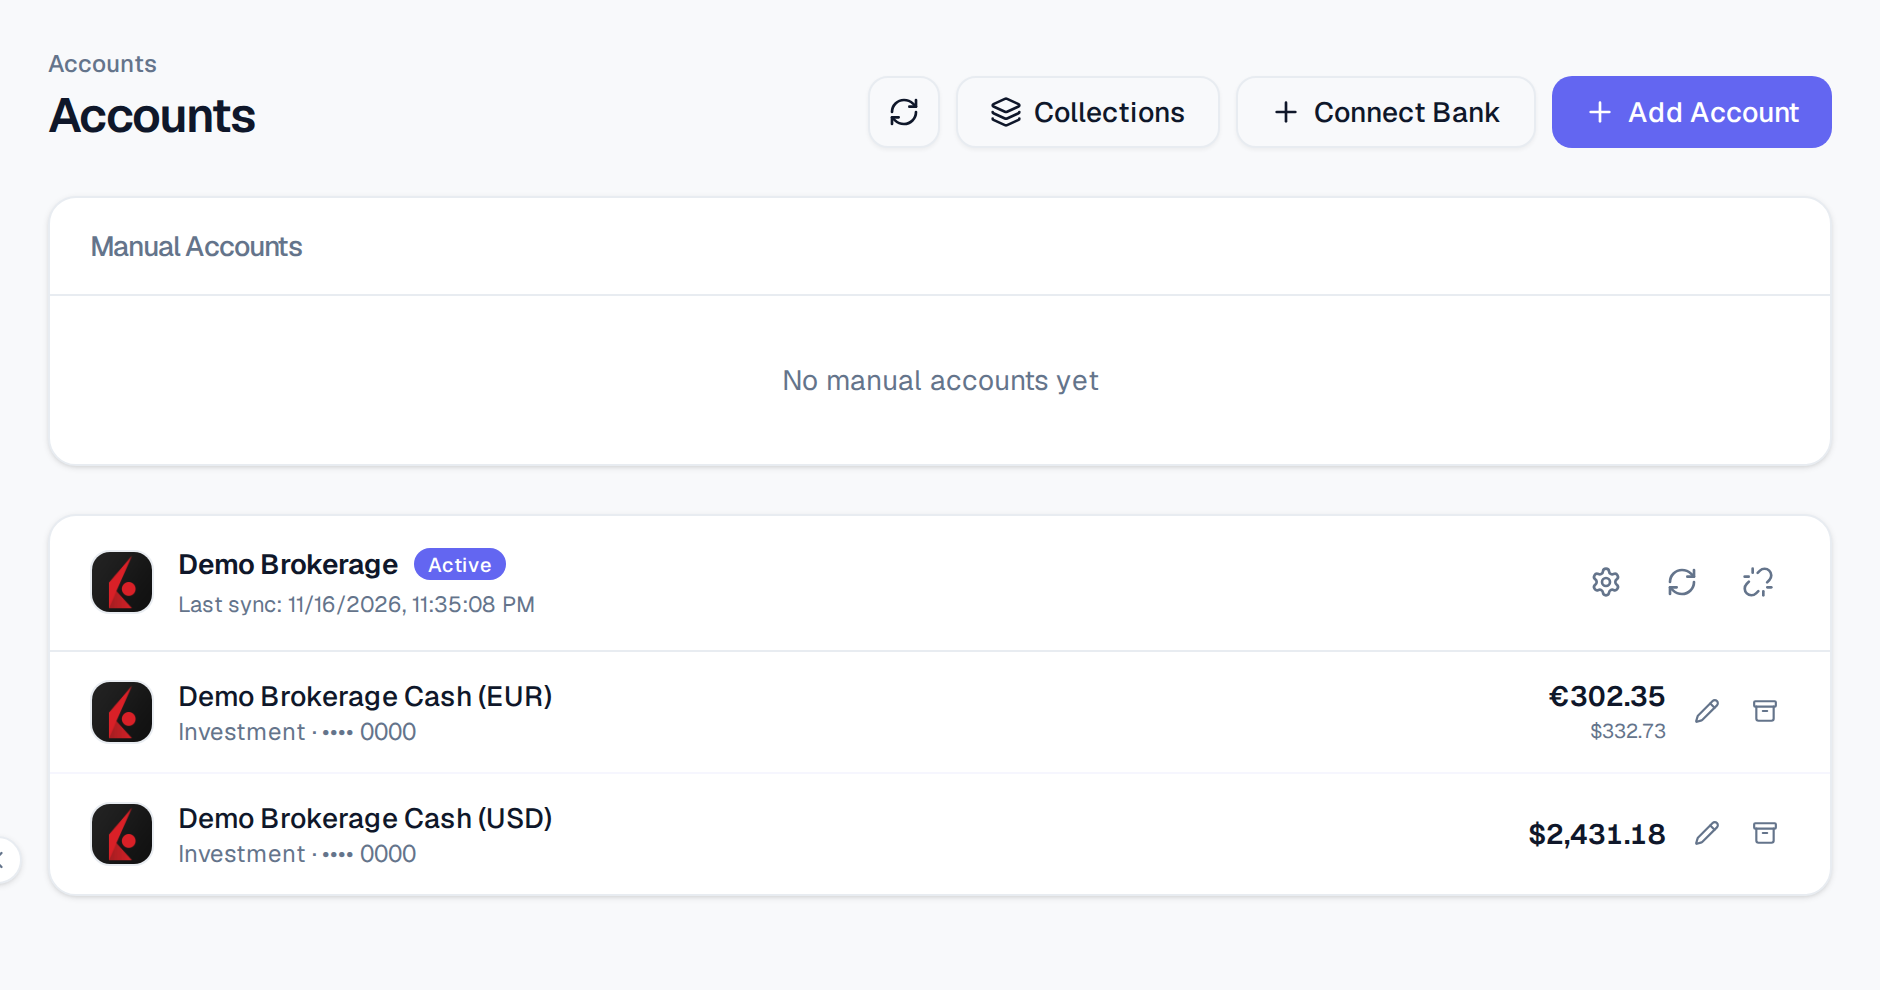 Accounts
Accounts
Collections
Connect Bank
Add Account
Manual Accounts
No manual accounts yet
Demo Brokerage
Active
Last sync: 11/16/2026, 11:35:08 PM
Demo Brokerage Cash (EUR)
Investment · •••• 0000
€302.35
$332.73
Demo Brokerage Cash (USD)
Investment · •••• 0000
$2,431.18